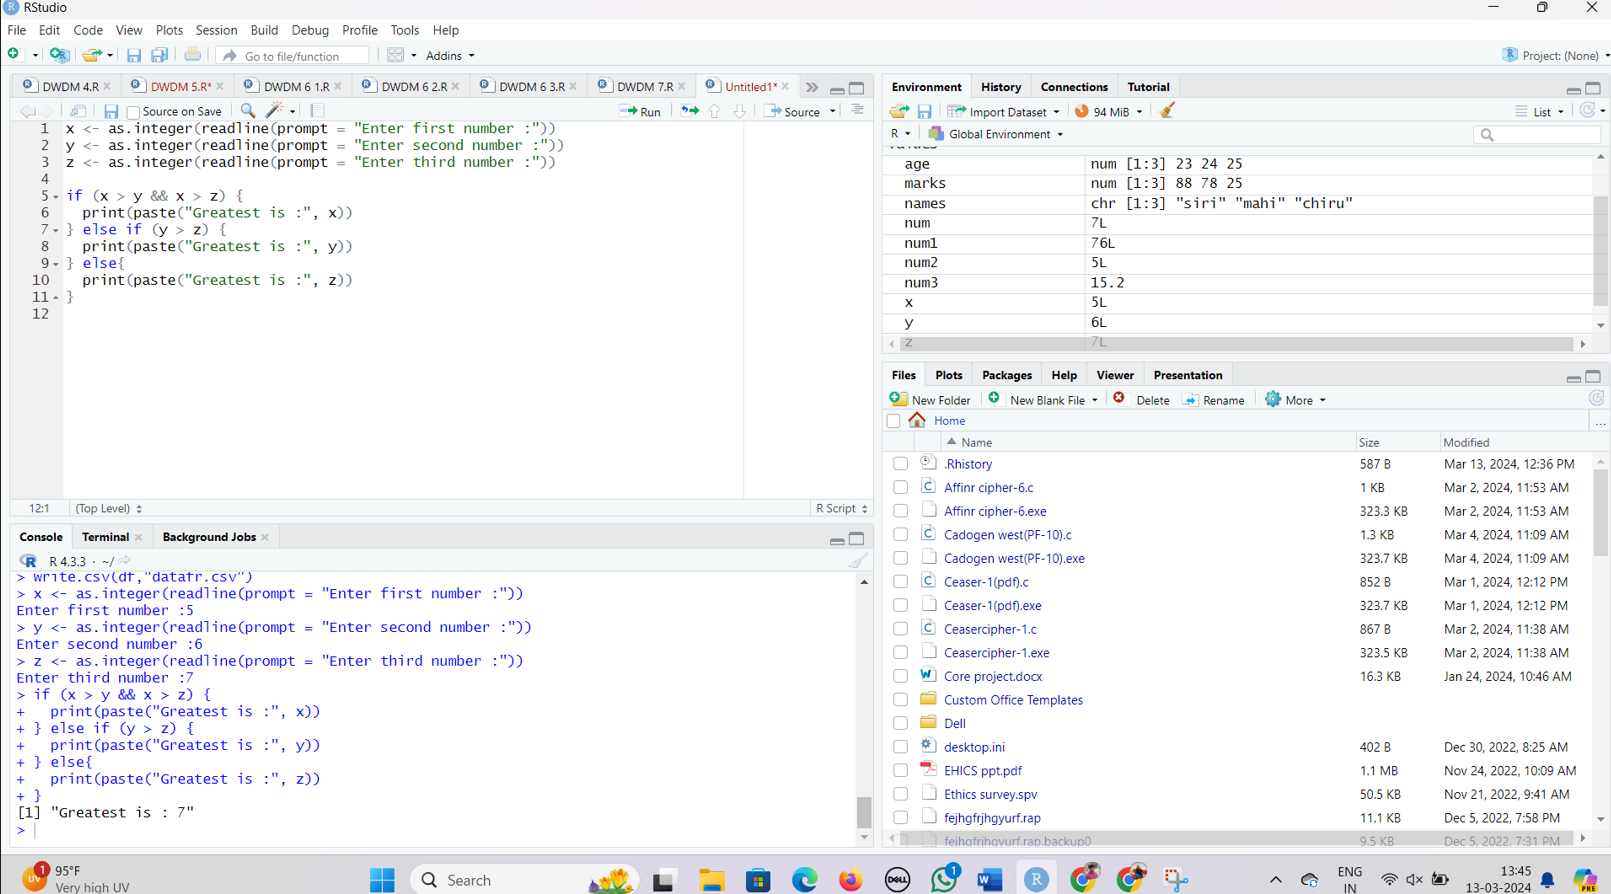 RStudio
File Edit Code View Plots Session Build Debug Profile Tools Help
Go to file/function Addins Project: (None)
DWDM 4.R DWDM 5.R* DWDM 6 1.R DWDM 6 2.R DWDM 6 3.R DWDM 7.R Untitled1*
Source on Save Run Source
1 x <- as.integer(readline(prompt = "Enter first number :"))
2 y <- as.integer(readline(prompt = "Enter second number :"))
3 z <- as.integer(readline(prompt = "Enter third number :"))
4
5 if (x > y && x > z) {
6 print(paste("Greatest is :", x))
7 } else if (y > z) {
8 print(paste("Greatest is :", y))
9 } else{
10 print(paste("Greatest is :", z))
11 }
12
12:1 (Top Level) R Script
Console Terminal Background Jobs
R 4.3.3 · ~/
> write.csv(df,"datafr.csv")
> x <- as.integer(readline(prompt = "Enter first number :"))
Enter first number :5
> y <- as.integer(readline(prompt = "Enter second number :"))
Enter second number :6
> z <- as.integer(readline(prompt = "Enter third number :"))
Enter third number :7
> if (x > y && x > z) {
+ print(paste("Greatest is :", x))
+ } else if (y > z) {
+ print(paste("Greatest is :", y))
+ } else{
+ print(paste("Greatest is :", z))
+ }
[1] "Greatest is : 7"
>
Environment History Connections Tutorial
Import Dataset 94 MiB List
R Global Environment
values
age num [1:3] 23 24 25
marks num [1:3] 88 78 25
names chr [1:3] "siri" "mahi" "chiru"
num 7L
num1 76L
num2 5L
num3 15.2
x 5L
y 6L
z 7L
Files Plots Packages Help Viewer Presentation
New Folder New Blank File Delete Rename More
Home ...
Name Size Modified
.Rhistory 587 B Mar 13, 2024, 12:36 PM
Affinr cipher-6.c 1 KB Mar 2, 2024, 11:53 AM
Affinr cipher-6.exe 323.3 KB Mar 2, 2024, 11:53 AM
Cadogen west(PF-10).c 1.3 KB Mar 4, 2024, 11:09 AM
Cadogen west(PF-10).exe 323.7 KB Mar 4, 2024, 11:09 AM
Ceaser-1(pdf).c 852 B Mar 1, 2024, 12:12 PM
Ceaser-1(pdf).exe 323.7 KB Mar 1, 2024, 12:12 PM
Ceasercipher-1.c 867 B Mar 2, 2024, 11:38 AM
Ceasercipher-1.exe 323.5 KB Mar 2, 2024, 11:38 AM
Core project.docx 16.3 KB Jan 24, 2024, 10:46 AM
Custom Office Templates
Dell
desktop.ini 402 B Dec 30, 2022, 8:25 AM
EHICS ppt.pdf 1.1 MB Nov 24, 2022, 10:09 AM
Ethics survey.spv 50.5 KB Nov 21, 2022, 9:41 AM
fejhgfrjhgyurf.rap 11.1 KB Dec 5, 2022, 7:58 PM
fejhgfrjhgyurf.rap.backup0 9.5 KB Dec 5, 2022, 7:31 PM
UV 1 95°F
Very high UV
Search
DELL
1
ENG
IN
13:45
13-03-2024
PRE